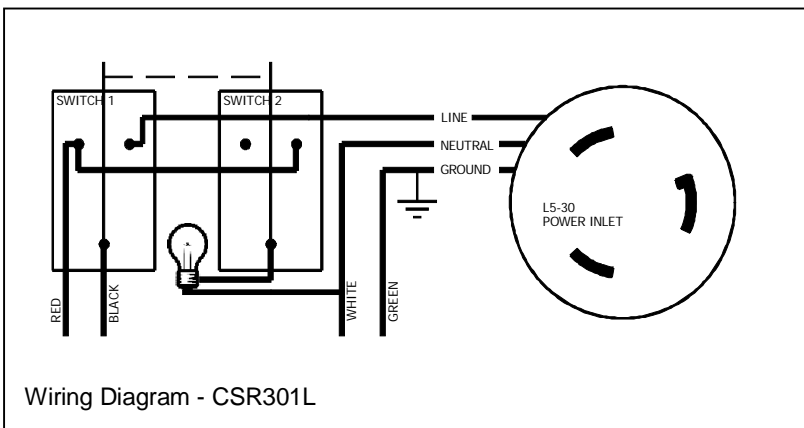 SWITCH 1
SWITCH 2
LINE
NEUTRAL
GROUND
L5-30
POWER INLET
RED
BLACK
WHITE
GREEN
Wiring Diagram - CSR301L